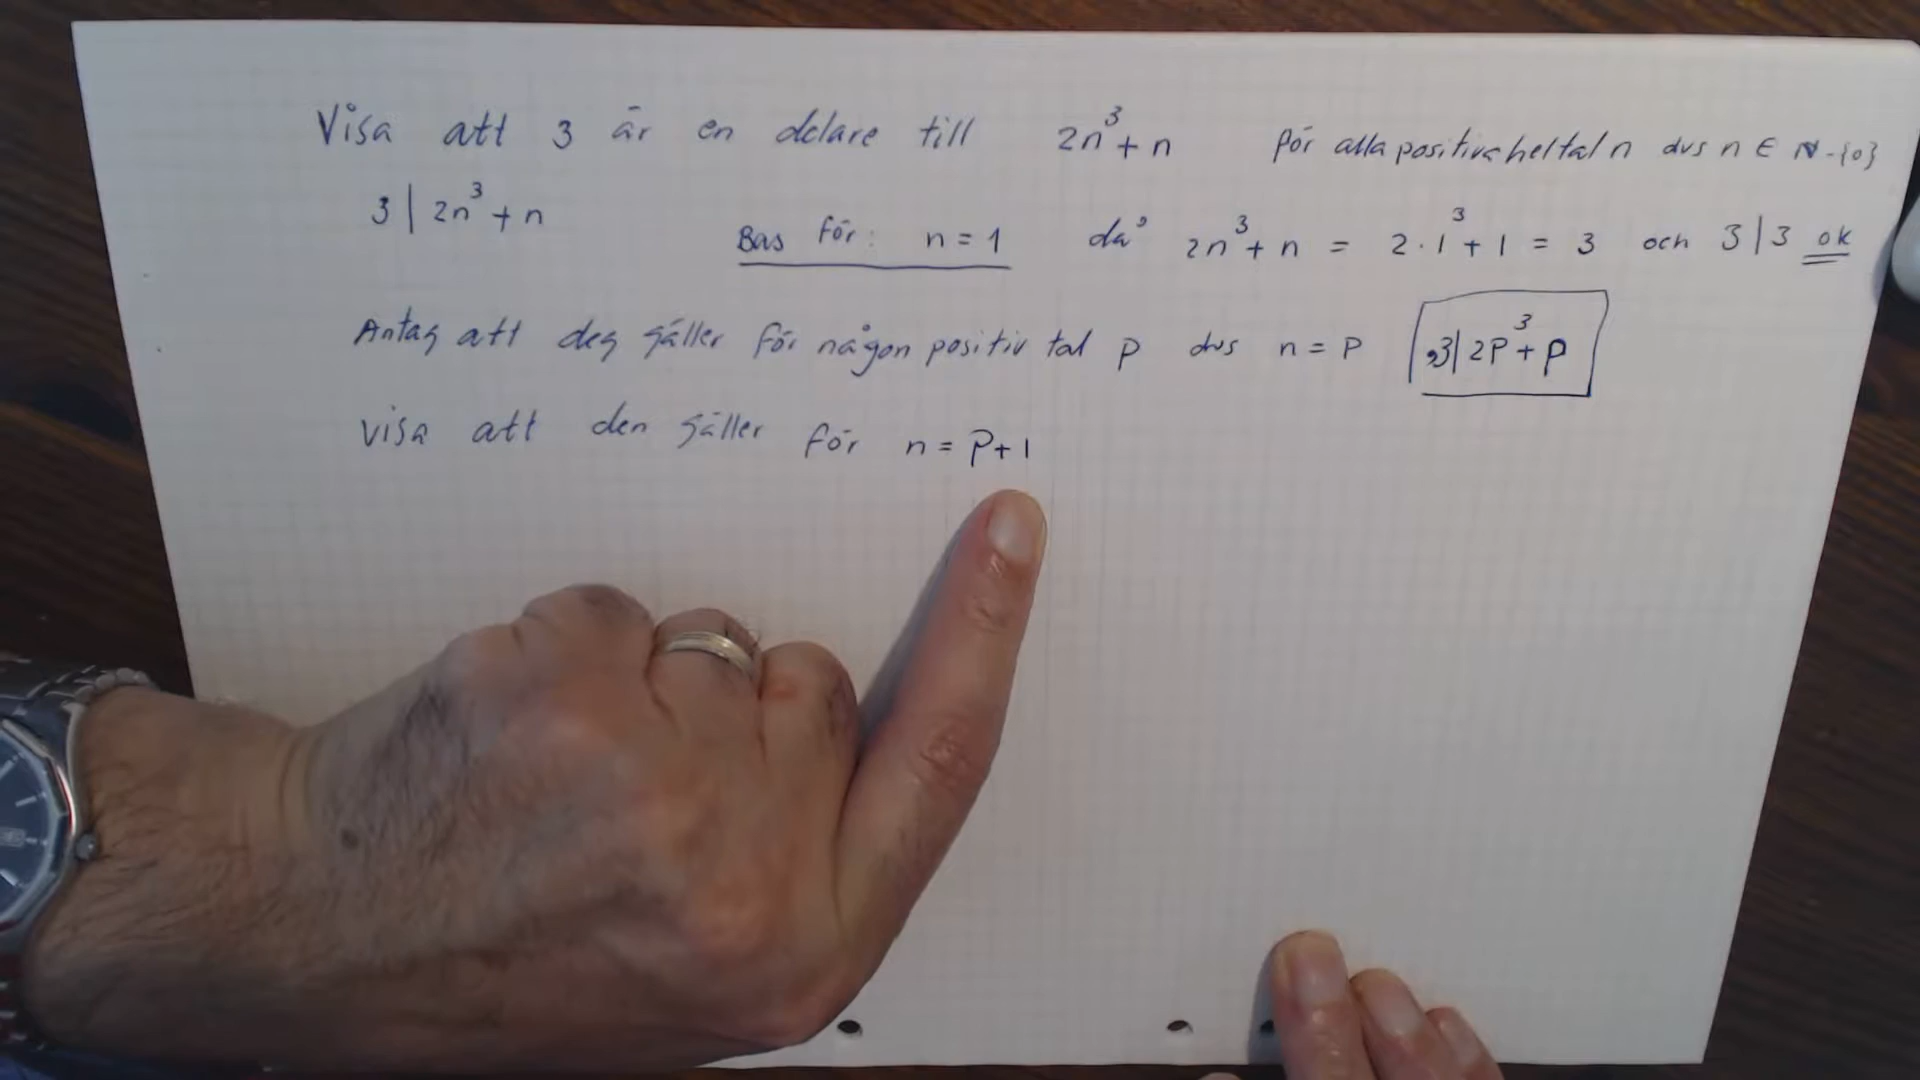 Visa att 3 är en delare till 2n³+n för alla positiva heltal n dvs n ∈ N-{0}
3 | 2n³+n
Bas för: n = 1 då 2n³+n = 2·1³+1 = 3 och 3|3 ok
Antag att deg gäller för någon positiv tal p dvs n = P 3|2P³+P
visa att den gäller för n = P+1